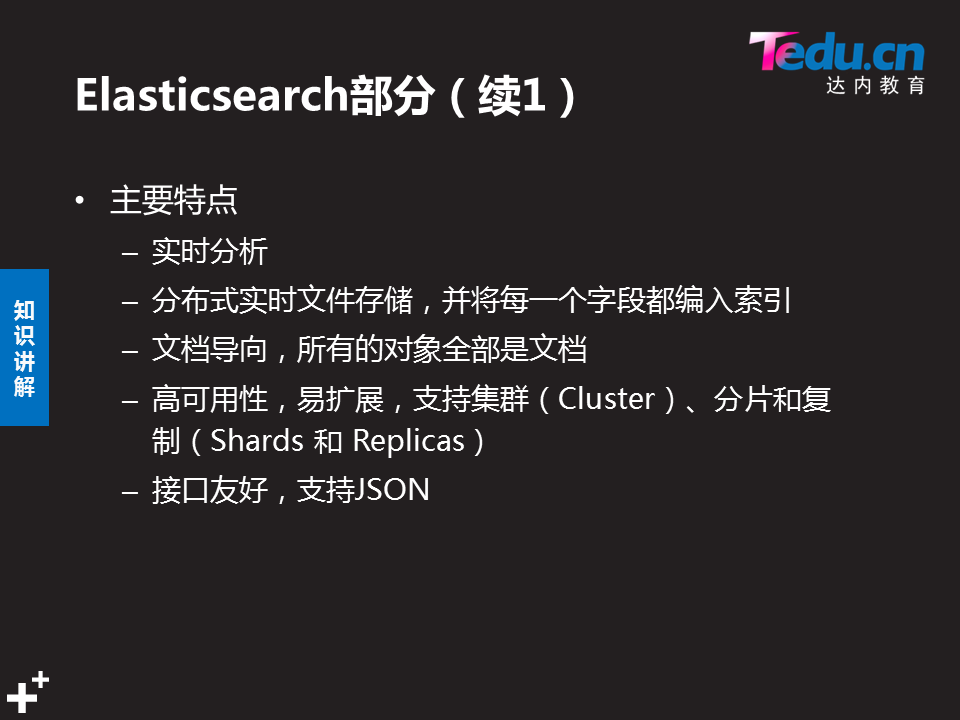 Tedu.cn
达内教育
Elasticsearch部分（续1）
• 主要特点
– 实时分析
– 分布式实时文件存储，并将每一个字段都编入索引
– 文档导向，所有的对象全部是文档
– 高可用性，易扩展，支持集群（Cluster）、分片和复
制（Shards 和 Replicas）
– 接口友好，支持JSON
知识讲解